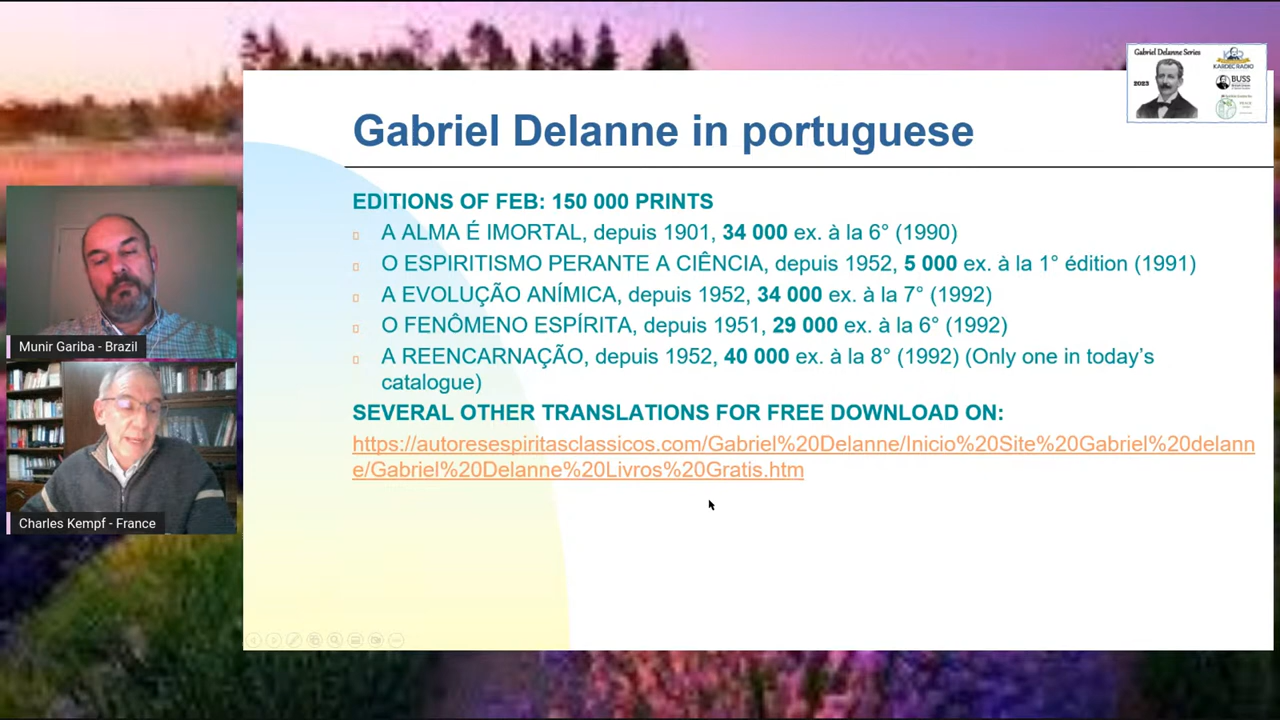 Gabriel Delanne Series
2023
KARDEC RADIO
BUSS
Gabriel Delanne in portuguese
EDITIONS OF FEB: 150 000 PRINTS
A ALMA É IMORTAL, depuis 1901, 34 000 ex. à la 6° (1990)
O ESPIRITISMO PERANTE A CIÊNCIA, depuis 1952, 5 000 ex. à la 1° édition (1991)
A EVOLUÇÃO ANÍMICA, depuis 1952, 34 000 ex. à la 7° (1992)
O FENÔMENO ESPÍRITA, depuis 1951, 29 000 ex. à la 6° (1992)
A REENCARNAÇÃO, depuis 1952, 40 000 ex. à la 8° (1992) (Only one in today's
catalogue)
SEVERAL OTHER TRANSLATIONS FOR FREE DOWNLOAD ON:
https://autoresespiritasclassicos.com/Gabriel%20Delanne/Inicio%20Site%20Gabriel%20delann
e/Gabriel%20Delanne%20Livros%20Gratis.htm
Munir Gariba - Brazil
Charles Kempf - France